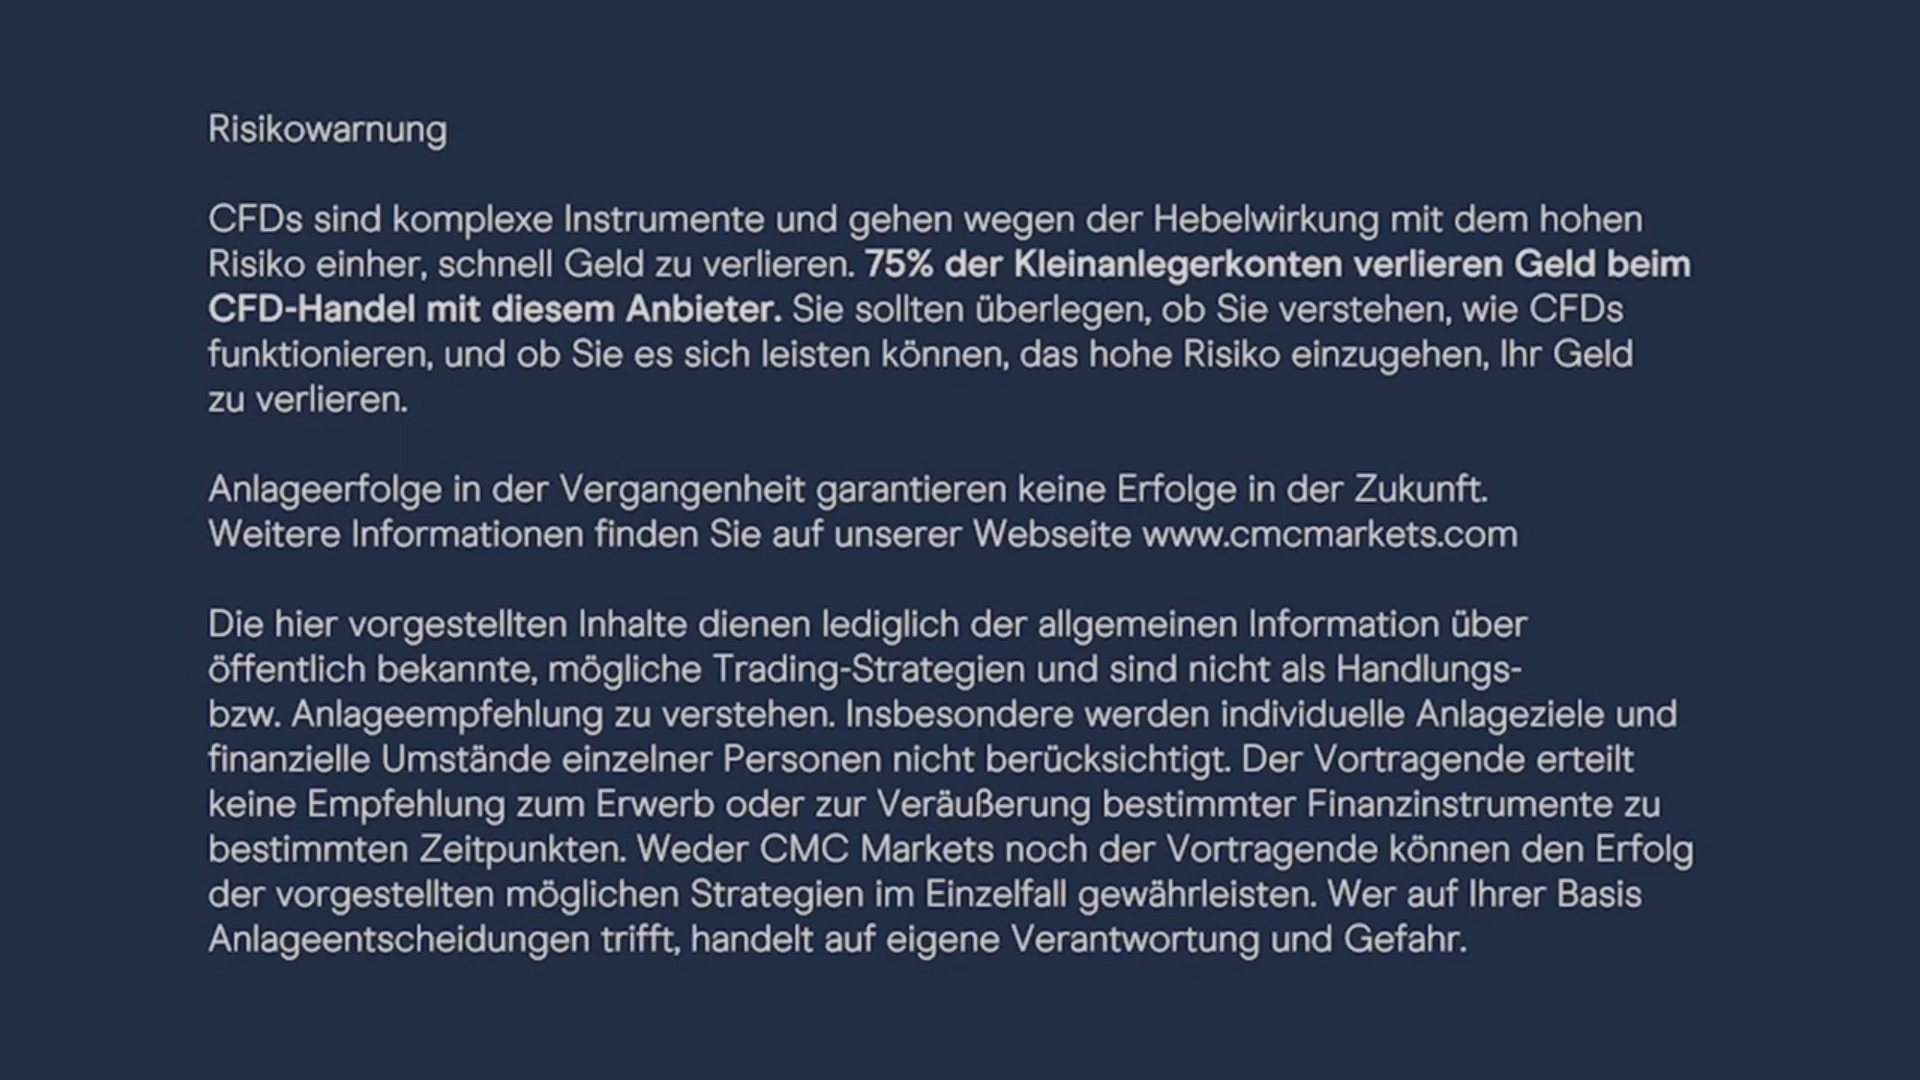 Risikowarnung
CFDs sind komplexe Instrumente und gehen wegen der Hebelwirkung mit dem hohen
Risiko einher, schnell Geld zu verlieren. 75% der Kleinanlegerkonten verlieren Geld beim
CFD-Handel mit diesem Anbieter. Sie sollten überlegen, ob Sie verstehen, wie CFDs
funktionieren, und ob Sie es sich leisten können, das hohe Risiko einzugehen, Ihr Geld
zu verlieren.
Anlageerfolge in der Vergangenheit garantieren keine Erfolge in der Zukunft.
Weitere Informationen finden Sie auf unserer Webseite www.cmcmarkets.com
Die hier vorgestellten Inhalte dienen lediglich der allgemeinen Information über
öffentlich bekannte, mögliche Trading-Strategien und sind nicht als Handlungs-
bzw. Anlageempfehlung zu verstehen. Insbesondere werden individuelle Anlageziele und
finanzielle Umstände einzelner Personen nicht berücksichtigt. Der Vortragende erteilt
keine Empfehlung zum Erwerb oder zur Veräußerung bestimmter Finanzinstrumente zu
bestimmten Zeitpunkten. Weder CMC Markets noch der Vortragende können den Erfolg
der vorgestellten möglichen Strategien im Einzelfall gewährleisten. Wer auf Ihrer Basis
Anlageentscheidungen trifft, handelt auf eigene Verantwortung und Gefahr.